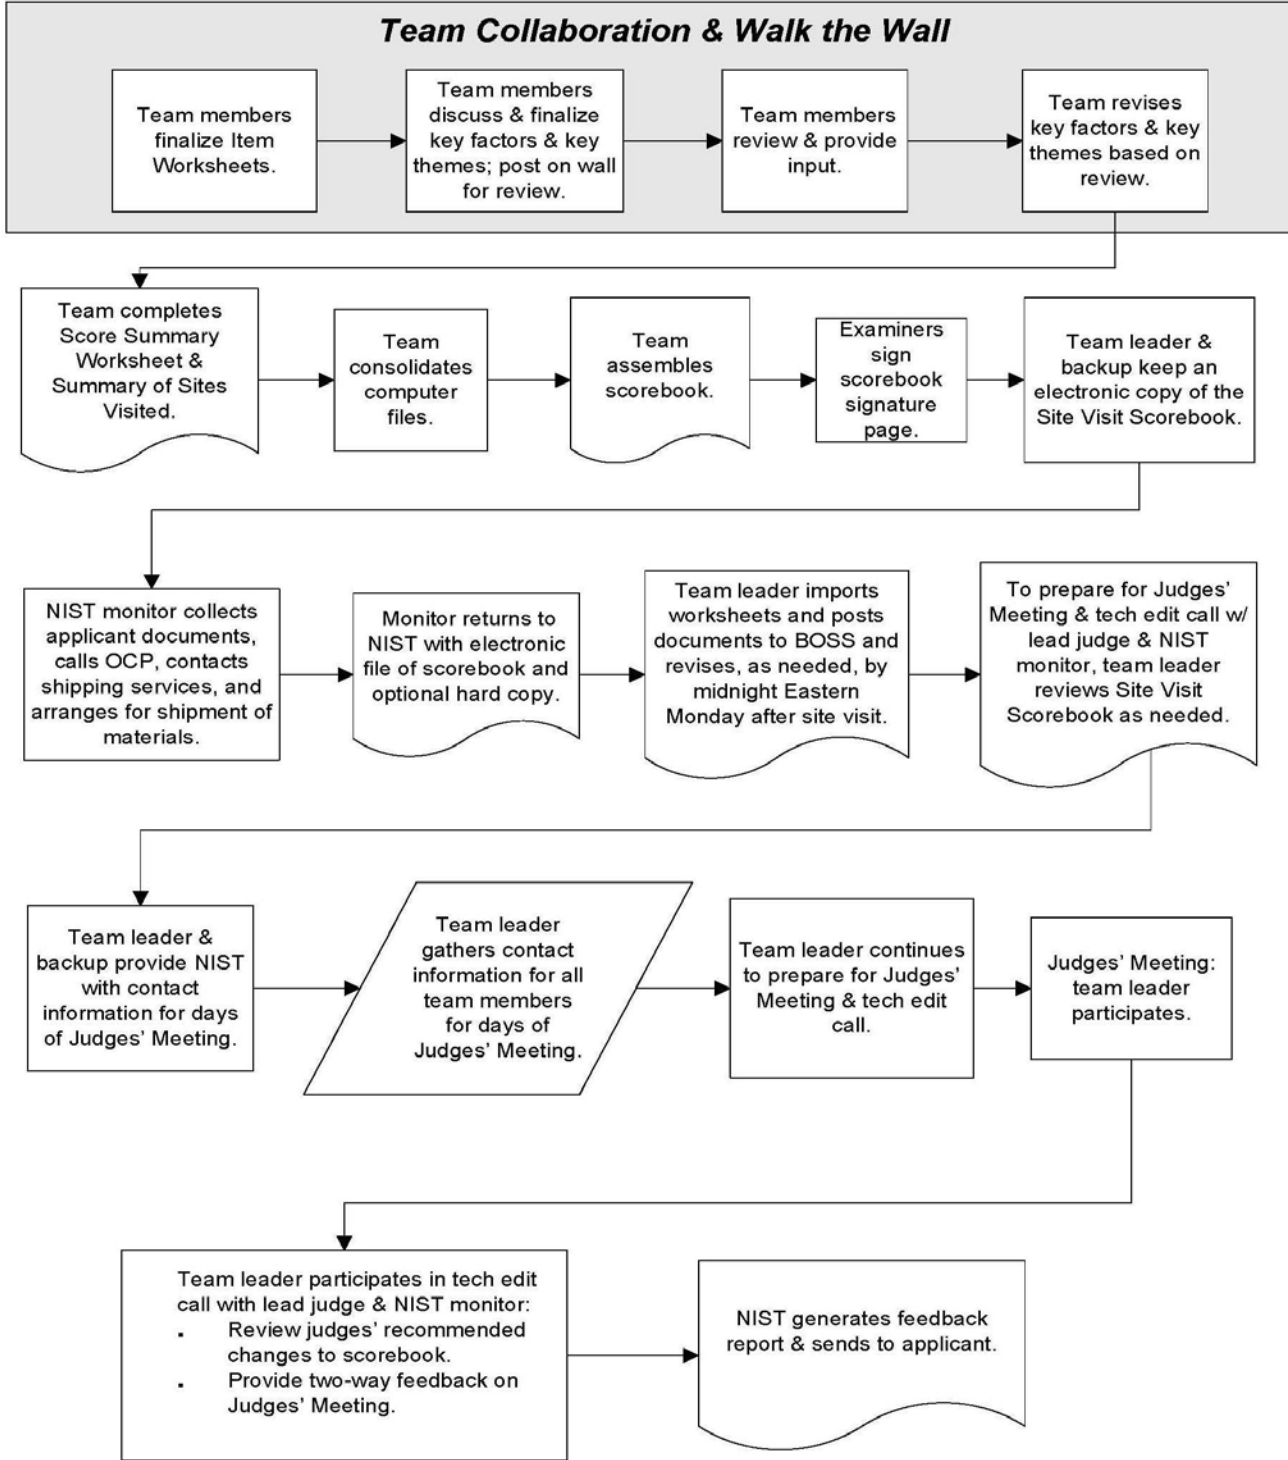 Team Collaboration & Walk the Wall
Team members
finalize Item
Worksheets.
Team members
discuss & finalize
key factors & key
themes; post on wall
for review.
Team members
review & provide
input.
Team revises
key factors & key
themes based on
review.
Team completes
Score Summary
Worksheet &
Summary of Sites
Visited.
Team
consolidates
computer
files.
Team
assembles
scorebook.
Examiners
sign
scorebook
signature
page.
Team leader &
backup keep an
electronic copy of the
Site Visit Scorebook.
NIST monitor collects
applicant documents,
calls OCP, contacts
shipping services, and
arranges for shipment of
materials.
Monitor returns to
NIST with electronic
file of scorebook and
optional hard copy.
Team leader imports
worksheets and posts
documents to BOSS and
revises, as needed, by
midnight Eastern
Monday after site visit.
To prepare for Judges’
Meeting & tech edit call w/
lead judge & NIST
monitor, team leader
reviews Site Visit
Scorebook as needed.
Team leader &
backup provide NIST
with contact
information for days
of Judges’ Meeting.
Team leader
gathers contact
information for all
team members
for days of
Judges’ Meeting.
Team leader continues
to prepare for Judges’
Meeting & tech edit
call.
Judges’ Meeting:
team leader
participates.
Team leader participates in tech edit
call with lead judge & NIST monitor:
▪ Review judges’ recommended
changes to scorebook.
▪ Provide two-way feedback on
Judges’ Meeting.
NIST generates feedback
report & sends to applicant.